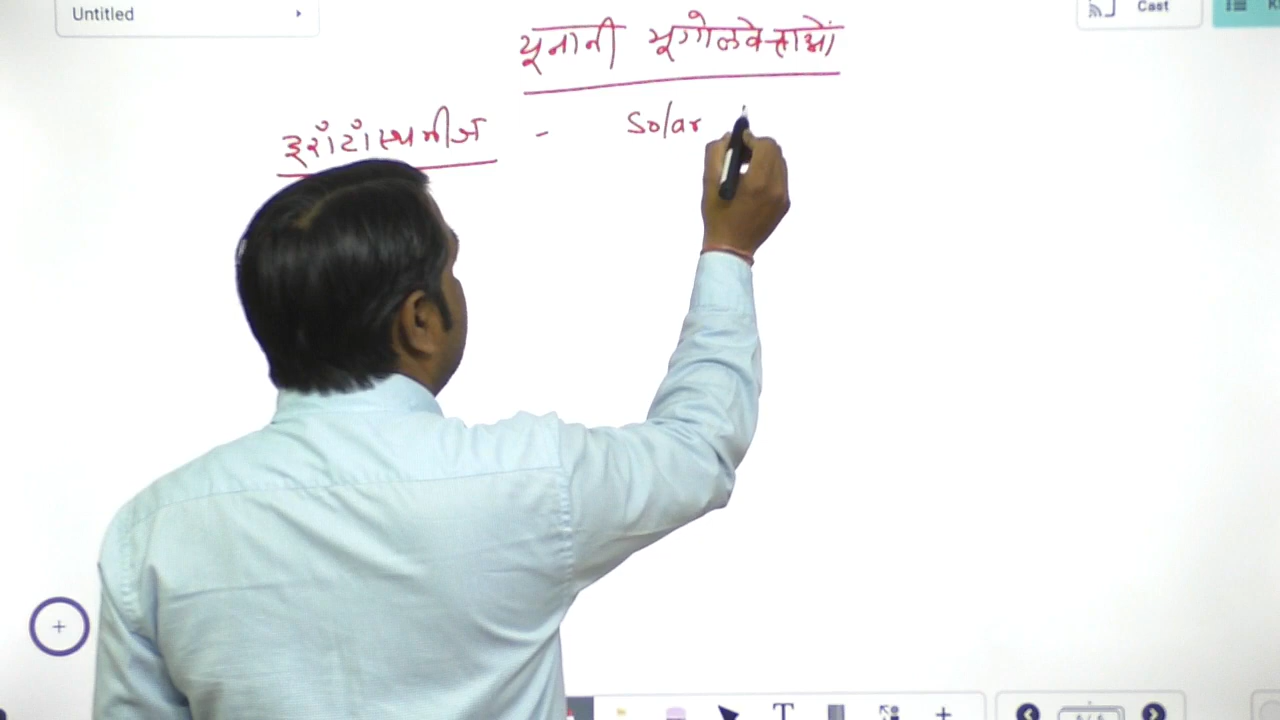 Untitled
Cast
यूनानी भूगोलवेत्ताओं
इरॉटॉस्थनीज - Solar
T